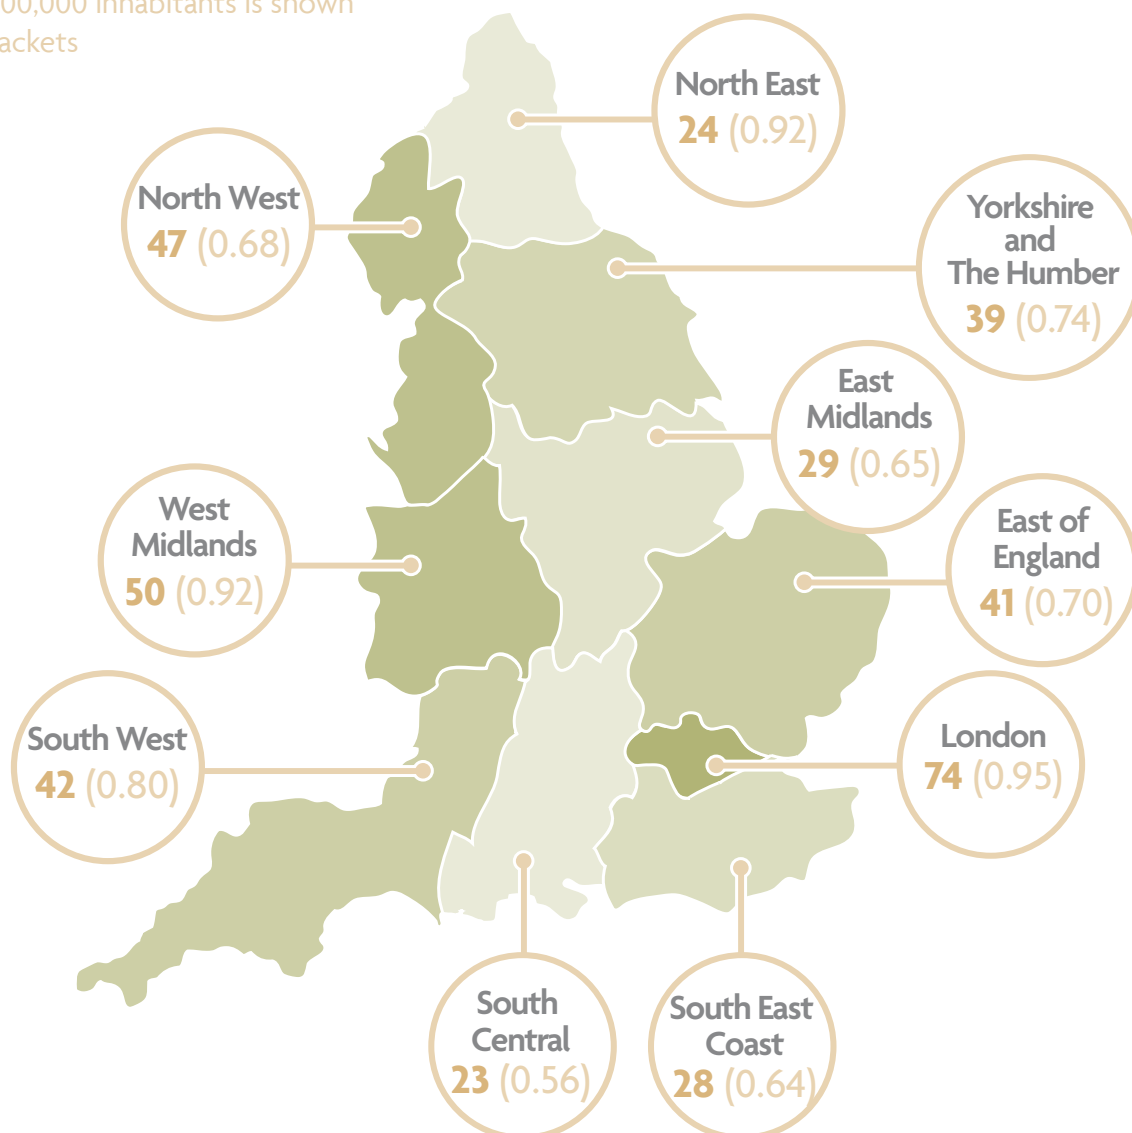 00,000 inhabitants is shown
ackets
North East
24 (0.92)
North West
47 (0.68)
Yorkshire
and
The Humber
39 (0.74)
East
Midlands
29 (0.65)
West
Midlands
50 (0.92)
East of
England
41 (0.70)
South West
42 (0.80)
London
74 (0.95)
South
Central
23 (0.56)
South East
Coast
28 (0.64)